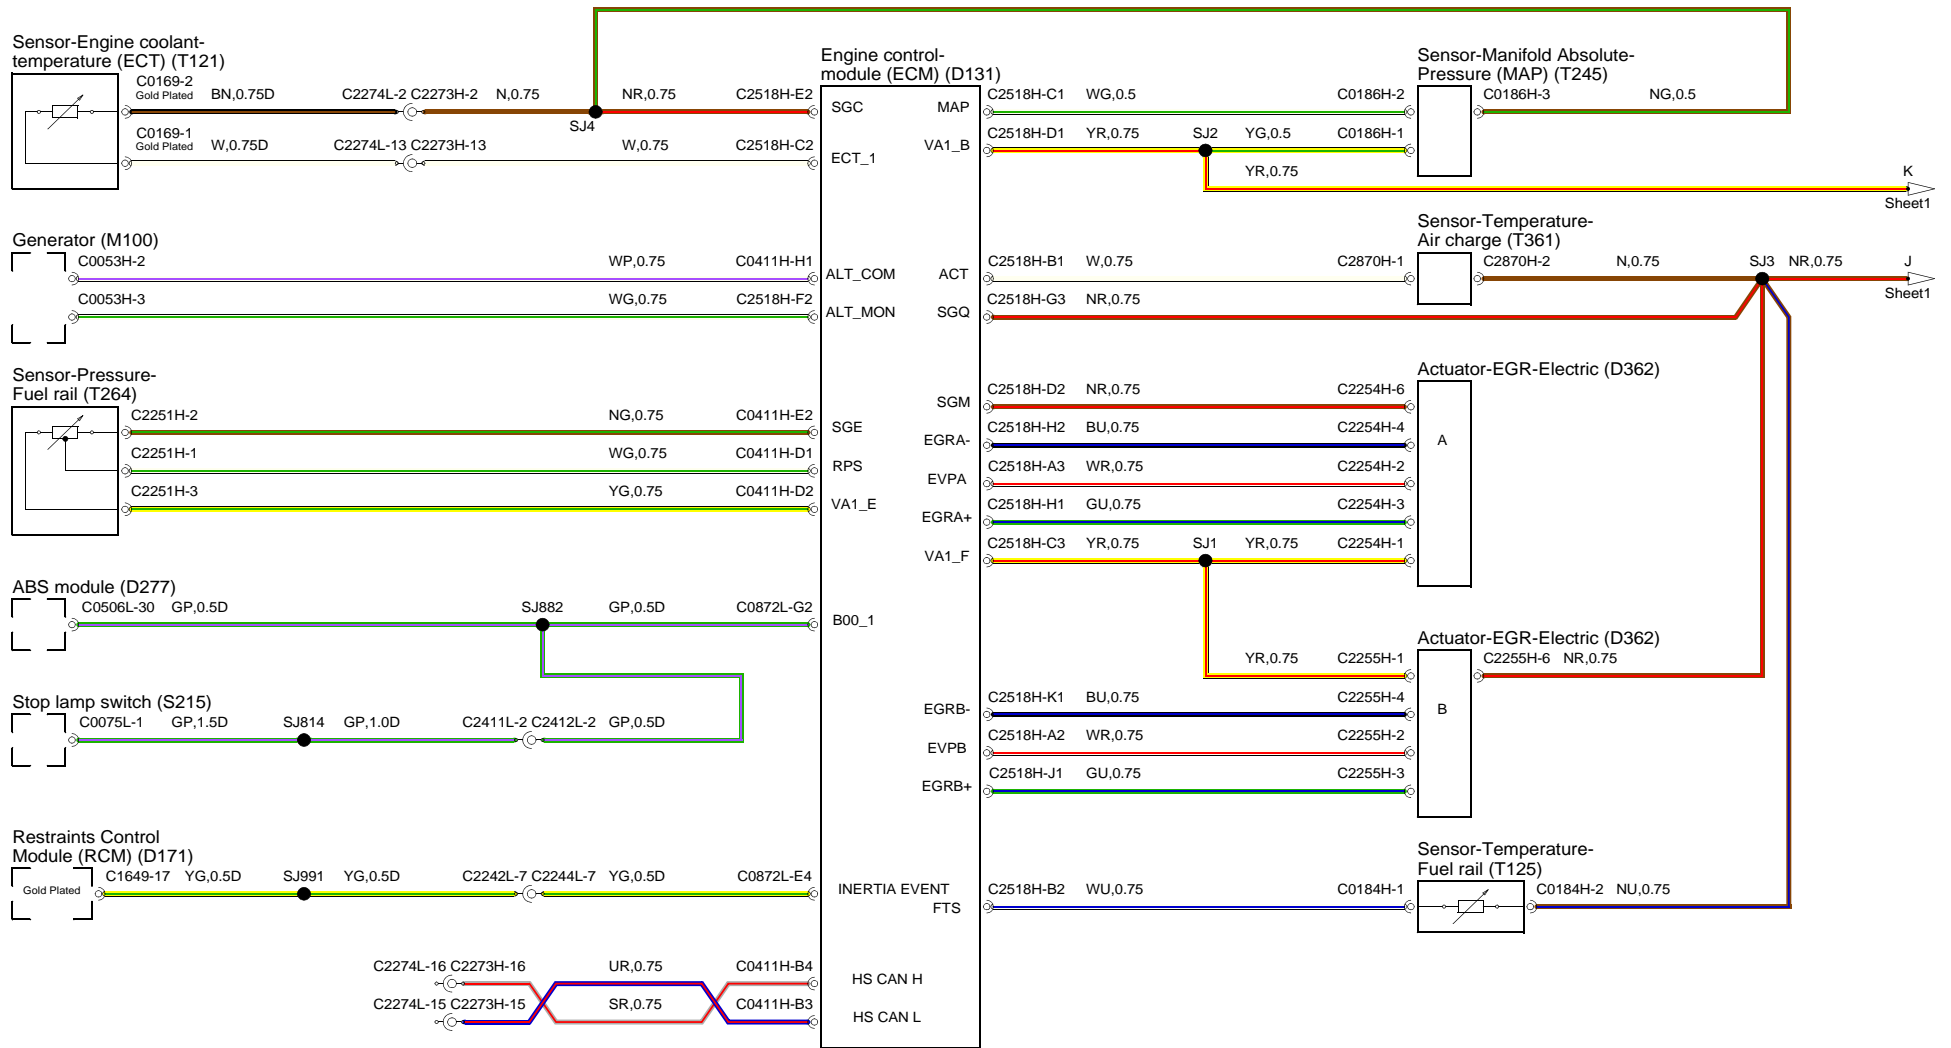 Sensor-Engine coolant-
temperature (ECT) (T121)
C0169-2
Gold Plated
BN,0.75D
C2274L-2 C2273H-2
N,0.75
NR,0.75
C2518H-E2
SGC
SJ4
C0169-1
Gold Plated
W,0.75D
C2274L-13 C2273H-13
W,0.75
C2518H-C2
ECT_1
Generator (M100)
C0053H-2
WP,0.75
C0411H-H1
ALT_COM
C0053H-3
WG,0.75
C2518H-F2
ALT_MON
Sensor-Pressure-
Fuel rail (T264)
C2251H-2
NG,0.75
C0411H-E2
SGE
C2251H-1
WG,0.75
C0411H-D1
RPS
C2251H-3
YG,0.75
C0411H-D2
VA1_E
ABS module (D277)
C0506L-30
GP,0.5D
SJ882
GP,0.5D
C0872L-G2
B00_1
Stop lamp switch (S215)
C0075L-1
GP,1.5D
SJ814
GP,1.0D
C2411L-2 C2412L-2
GP,0.5D
Restraints Control
Module (RCM) (D171)
Gold Plated
C1649-17
YG,0.5D
SJ991
YG,0.5D
C2242L-7 C2244L-7
YG,0.5D
C0872L-E4
INERTIA EVENT
C2274L-16 C2273H-16
UR,0.75
C0411H-B4
HS CAN H
C2274L-15 C2273H-15
SR,0.75
C0411H-B3
HS CAN L
Engine control-
module (ECM) (D131)
MAP
C2518H-C1
WG,0.5
C0186H-2
VA1_B
C2518H-D1
YR,0.75
SJ2
YG,0.5
C0186H-1
YR,0.75
K
Sheet1
Sensor-Manifold Absolute-
Pressure (MAP) (T245)
C0186H-3
NG,0.5
Sensor-Temperature-
Air charge (T361)
ACT
C2518H-B1
W,0.75
C2870H-1
C2870H-2
N,0.75
SJ3
NR,0.75
J
Sheet1
SGQ
C2518H-G3
NR,0.75
Actuator-EGR-Electric (D362)
SGM
C2518H-D2
NR,0.75
C2254H-6
EGRA-
C2518H-H2
BU,0.75
C2254H-4
A
EVPA
C2518H-A3
WR,0.75
C2254H-2
EGRA+
C2518H-H1
GU,0.75
C2254H-3
VA1_F
C2518H-C3
YR,0.75
SJ1
YR,0.75
C2254H-1
Actuator-EGR-Electric (D362)
YR,0.75
C2255H-1
C2255H-6
NR,0.75
EGRB-
C2518H-K1
BU,0.75
C2255H-4
B
EVPB
C2518H-A2
WR,0.75
C2255H-2
EGRB+
C2518H-J1
GU,0.75
C2255H-3
Sensor-Temperature-
Fuel rail (T125)
FTS
C2518H-B2
WU,0.75
C0184H-1
C0184H-2
NU,0.75